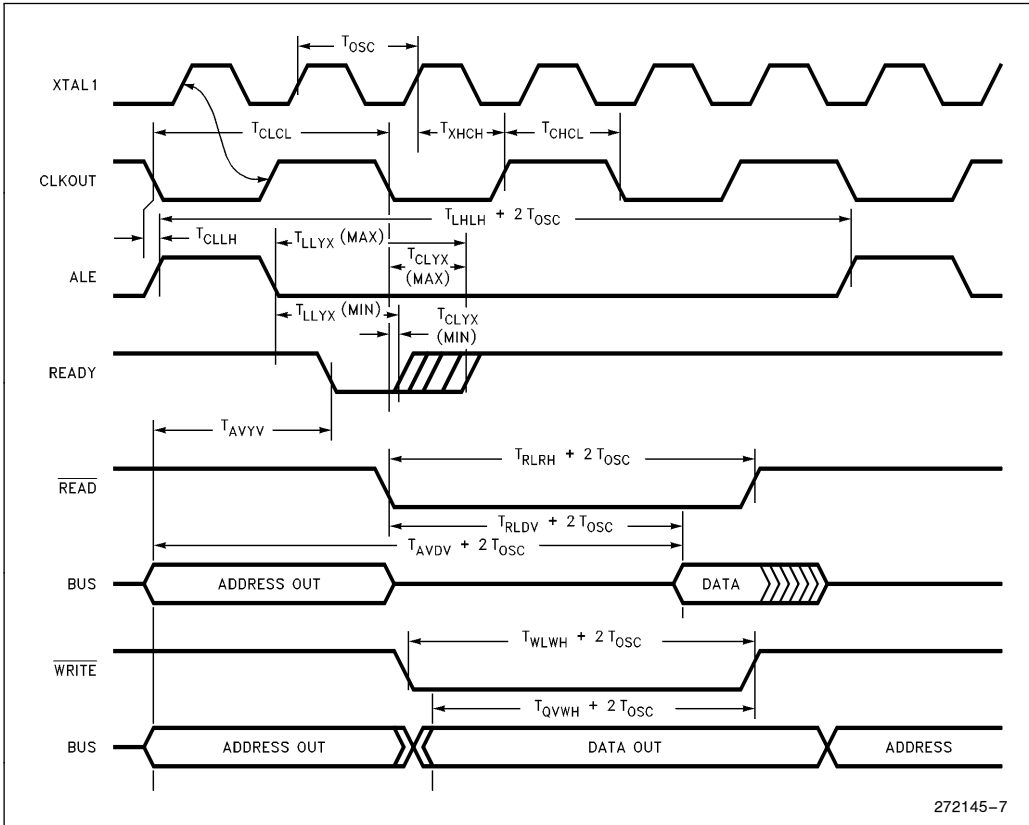 T_OSC
XTAL1
T_CLCL
T_XHCH
T_CHCL
CLKOUT
T_LHLH + 2 T_OSC
T_CLLH
T_LLYX (MAX)
T_CLYX
(MAX)
ALE
T_LLYX (MIN)
T_CLYX
(MIN)
READY
T_AVYV
T_RLRH + 2 T_OSC
READ
T_RLDV + 2 T_OSC
T_AVDV + 2 T_OSC
BUS
ADDRESS OUT
DATA
T_WLWH + 2 T_OSC
WRITE
T_QVWH + 2 T_OSC
BUS
ADDRESS OUT
DATA OUT
ADDRESS
272145-7